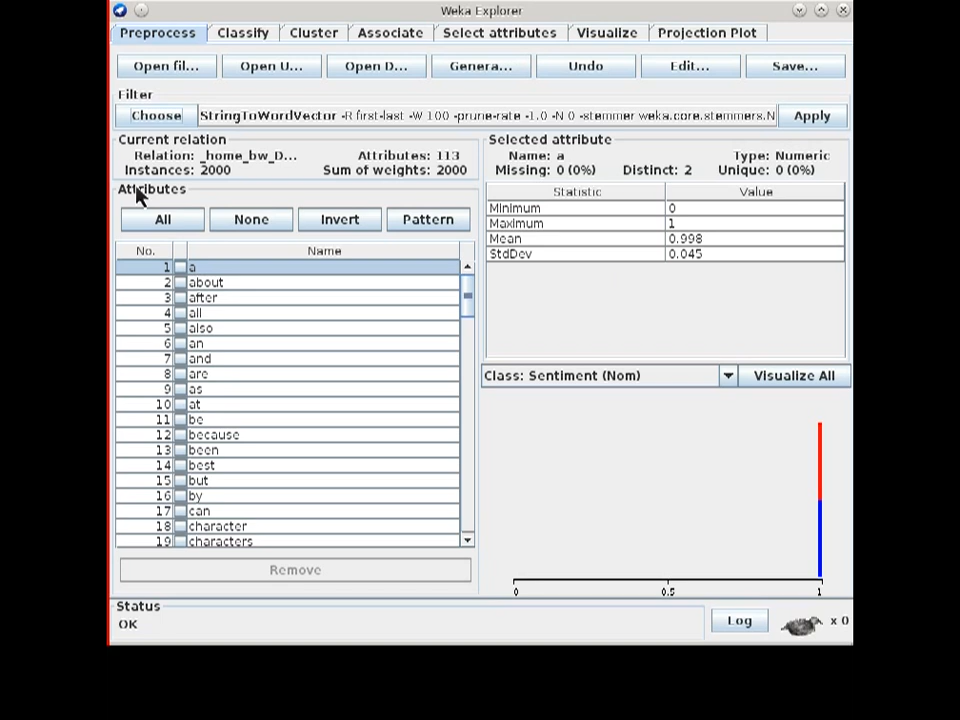 Weka Explorer
Preprocess Classify Cluster Associate Select attributes Visualize Projection Plot
Open fil... Open U... Open D... Genera... Undo Edit... Save...
Filter
Choose StringToWordVector -R first-last -W 100 -prune-rate -1.0 -N 0 -stemmer weka.core.stemmers.N Apply
Current relation
Relation: _home_bw_D... Attributes: 113
Instances: 2000 Sum of weights: 2000
Attributes
All None Invert Pattern
No. Name
1 a
2 about
3 after
4 all
5 also
6 an
7 and
8 are
9 as
10 at
11 be
12 because
13 been
14 best
15 but
16 by
17 can
18 character
19 characters
Remove
Selected attribute
Name: a Type: Numeric
Missing: 0 (0%) Distinct: 2 Unique: 0 (0%)
Statistic Value
Minimum 0
Maximum 1
Mean 0.998
StdDev 0.045
Class: Sentiment (Nom) Visualize All
0 0.5 1
Status
OK
Log x 0